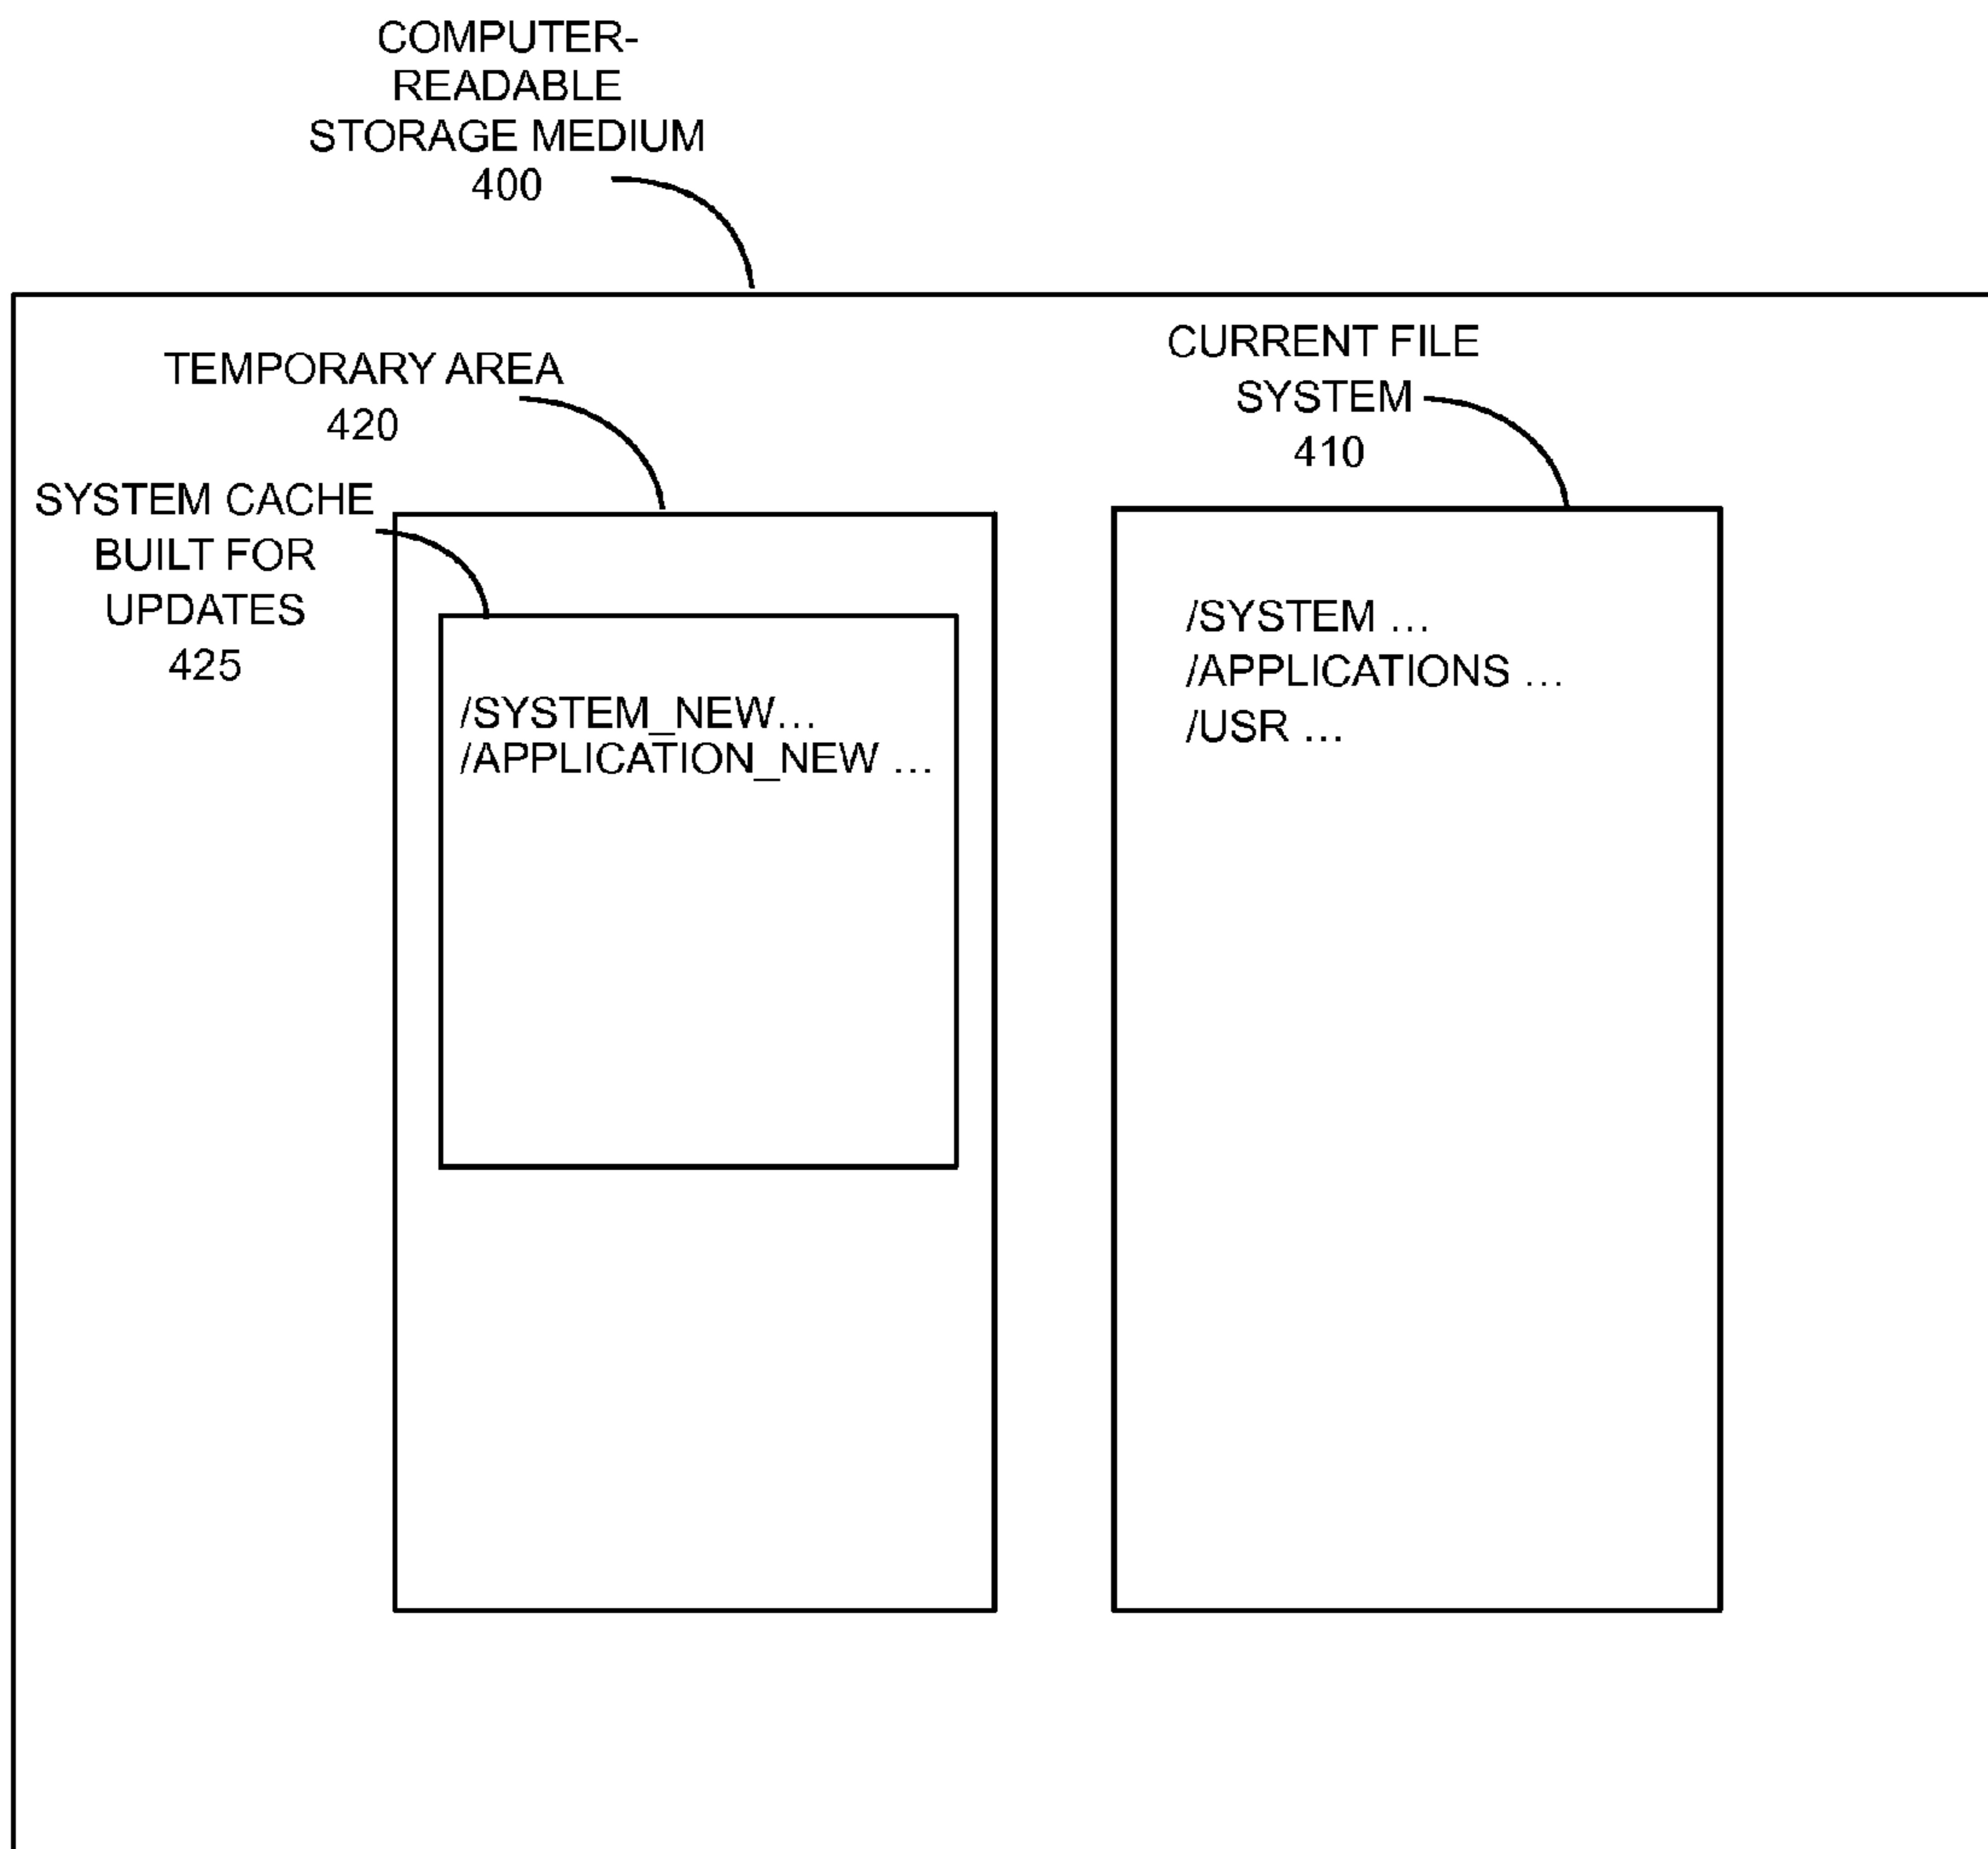 COMPUTER-
READABLE
STORAGE MEDIUM
400
TEMPORARY AREA
420
CURRENT FILE
SYSTEM
410
SYSTEM CACHE
BUILT FOR
UPDATES
425
/SYSTEM_NEW...
/APPLICATION_NEW ...
/SYSTEM ...
/APPLICATIONS ...
/USR ...